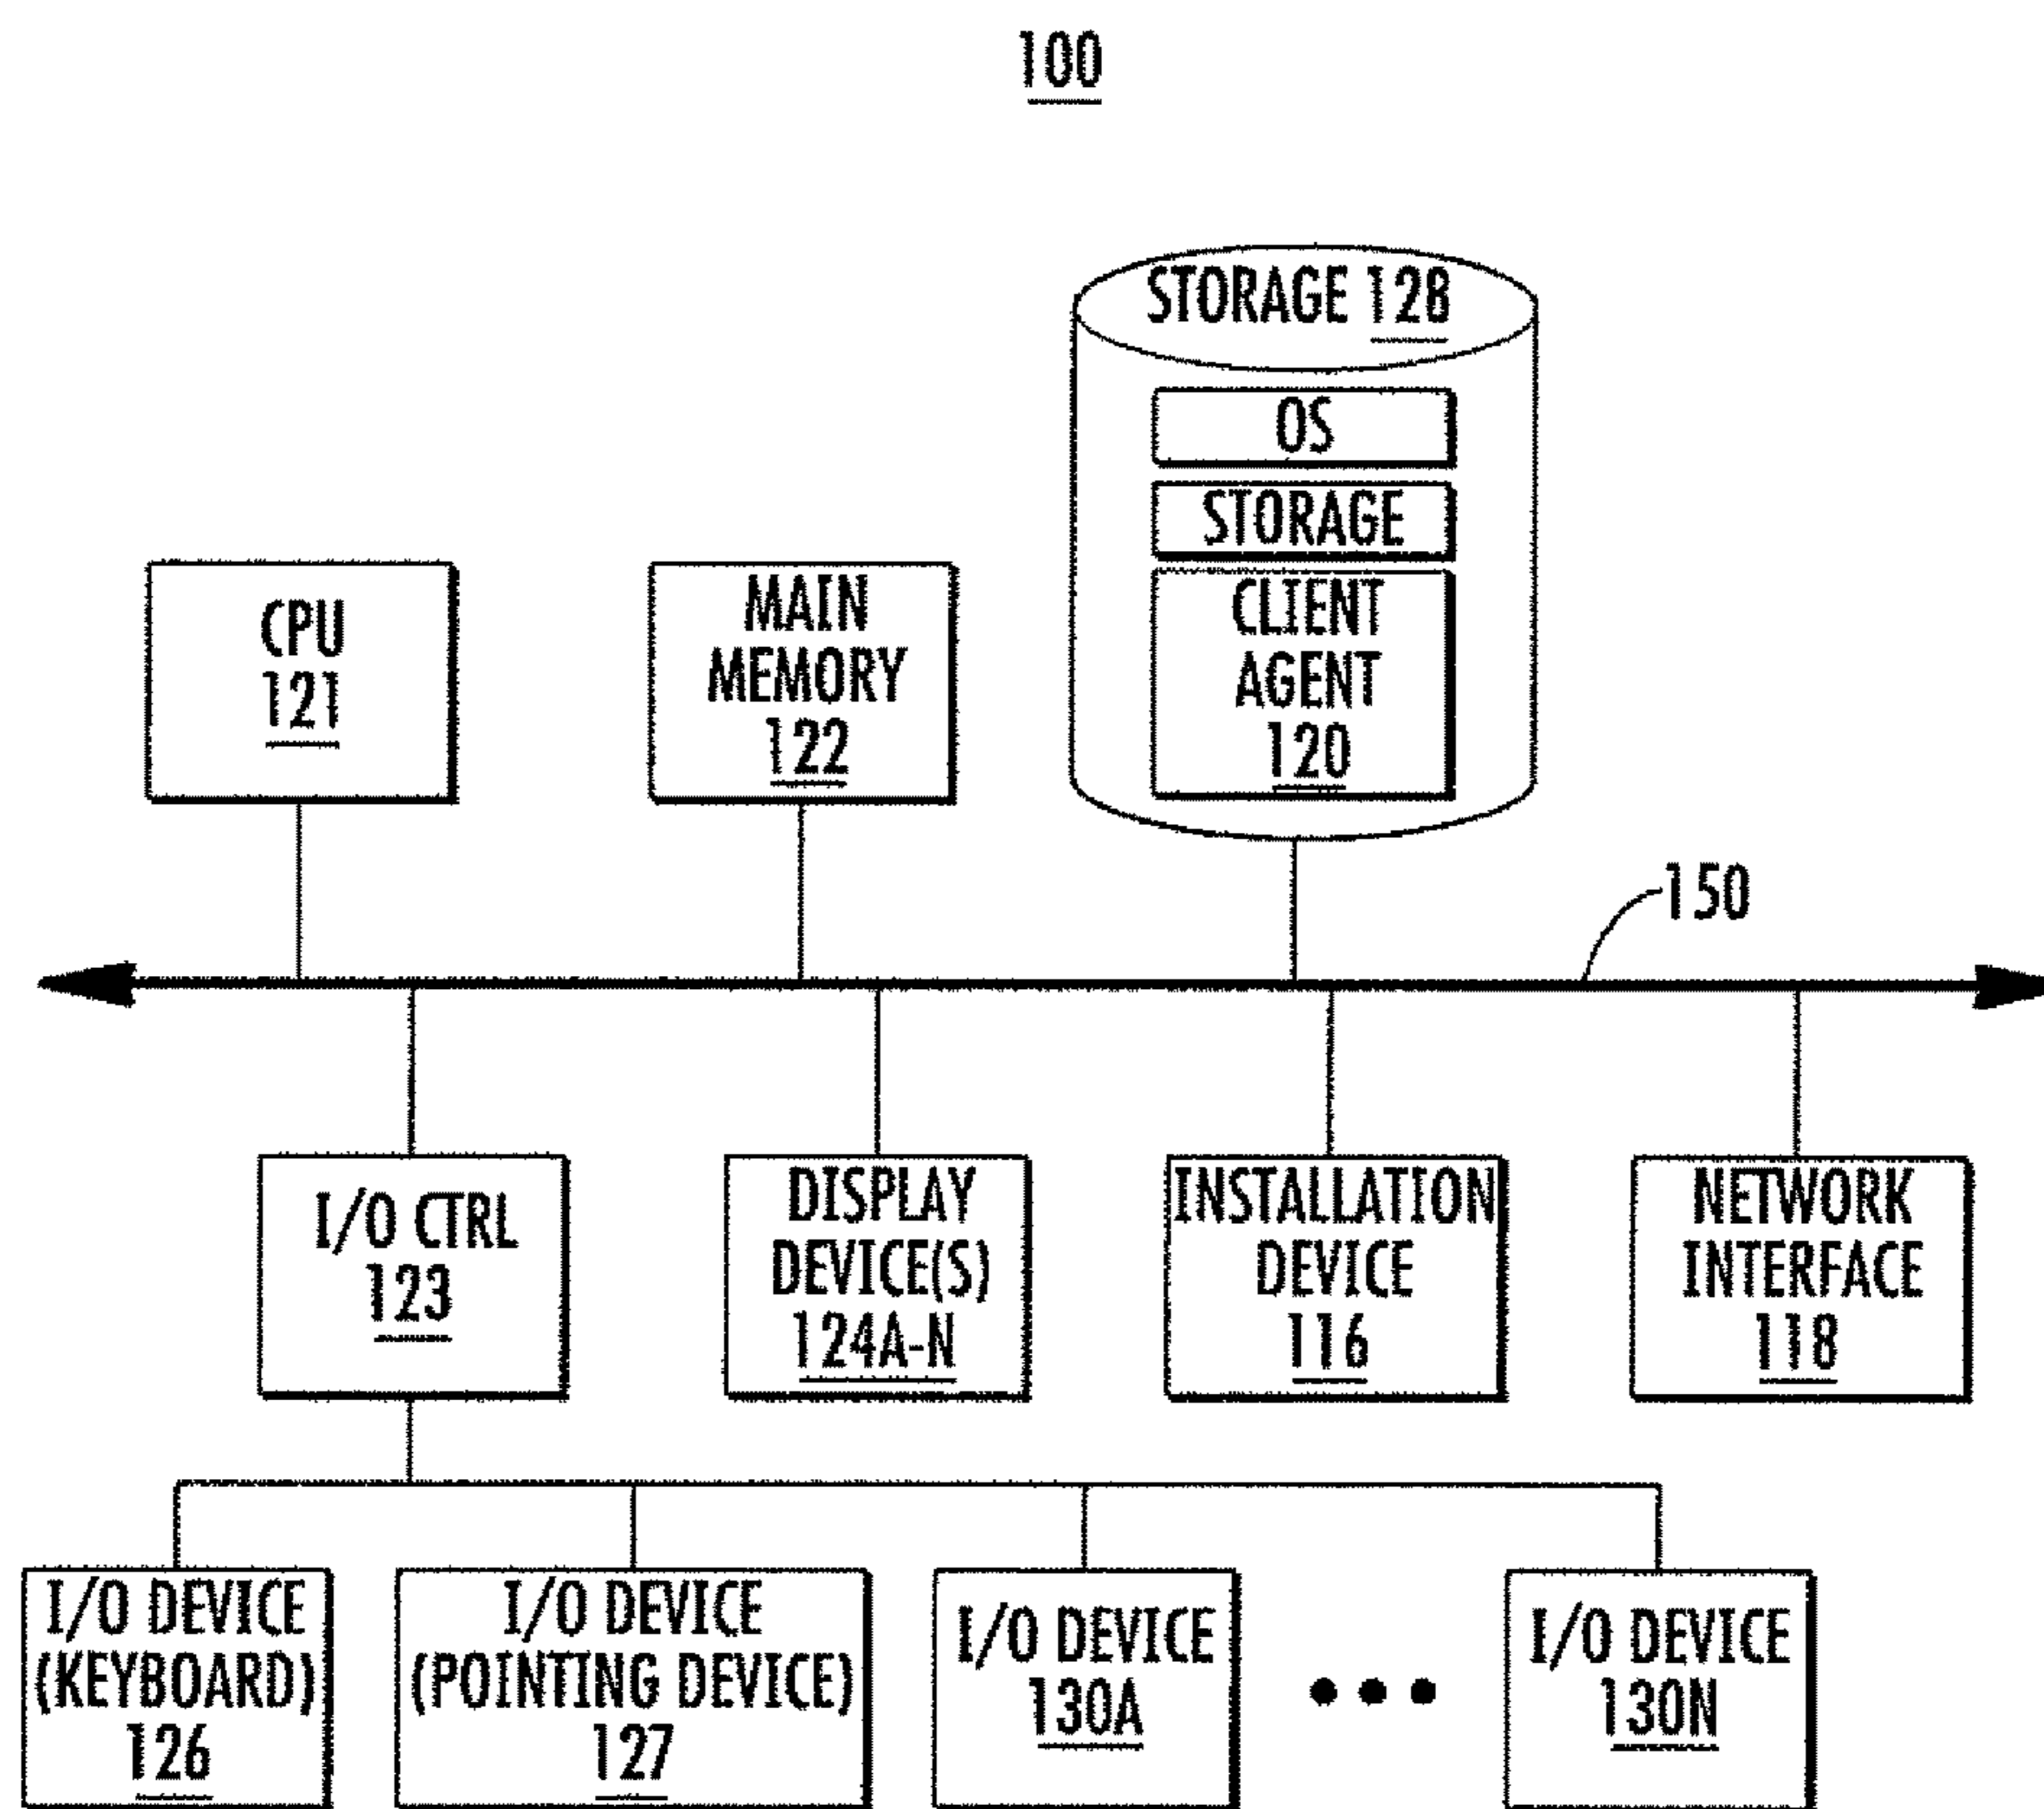 100
STORAGE 128
OS
STORAGE
CLIENT
AGENT
120
CPU
121
MAIN
MEMORY
122
150
I/O CTRL
123
DISPLAY
DEVICE(S)
124A-N
INSTALLATION
DEVICE
116
NETWORK
INTERFACE
118
I/O DEVICE
(KEYBOARD)
126
I/O DEVICE
(POINTING DEVICE)
127
I/O DEVICE
130A
I/O DEVICE
130N